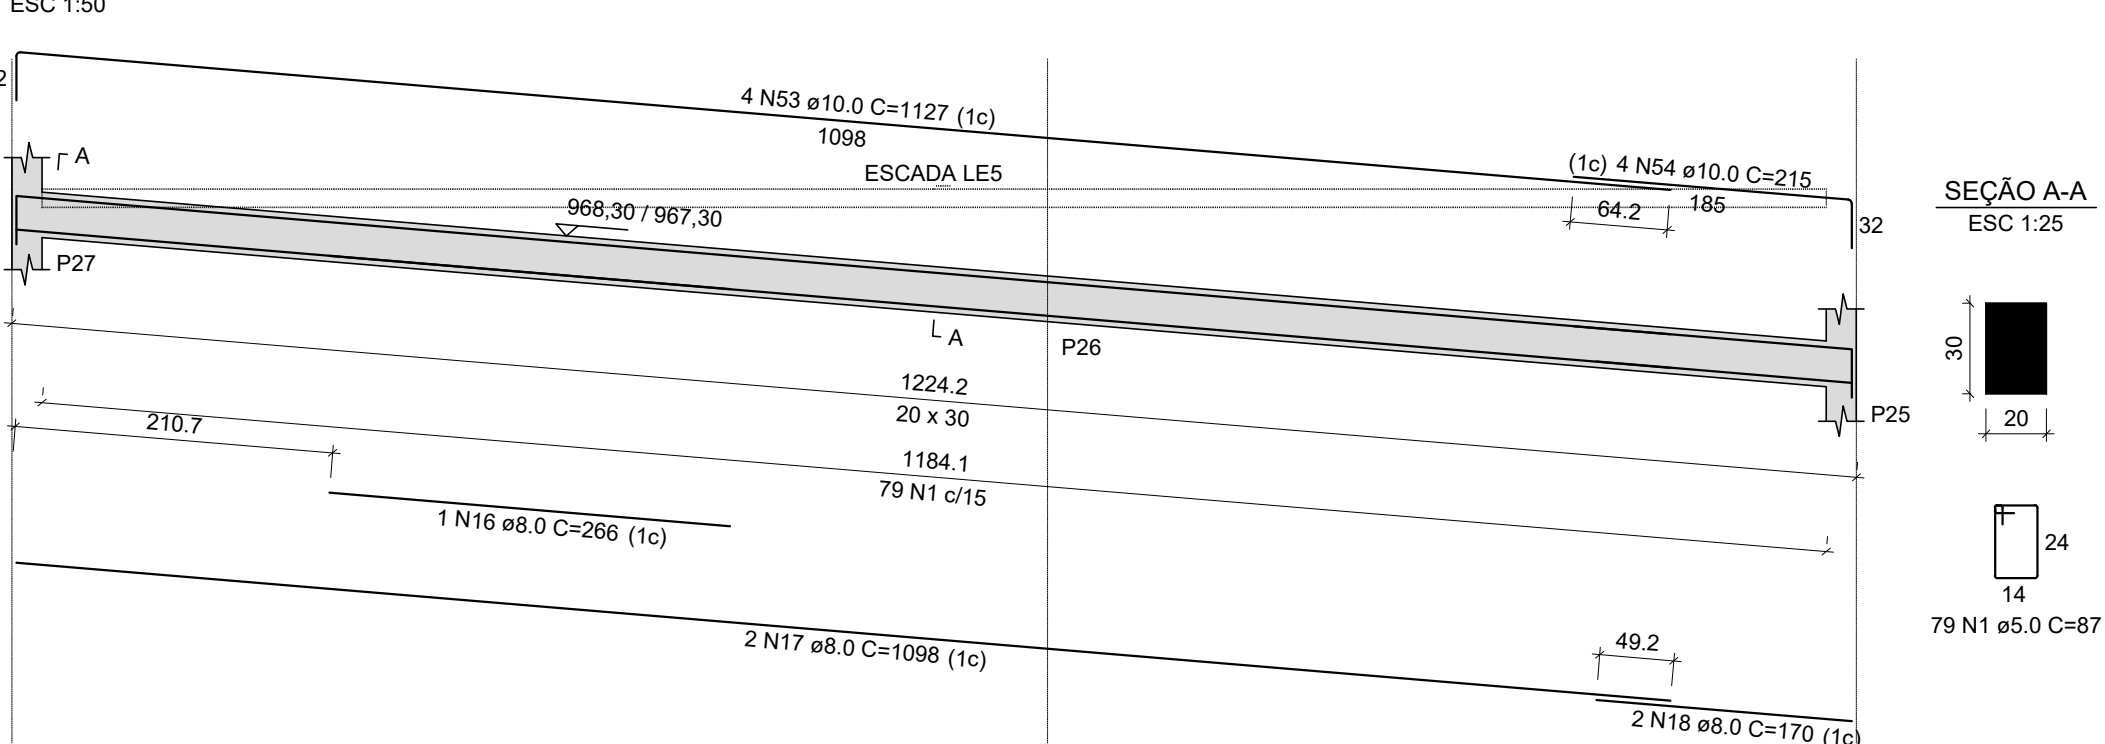 ESC 1:50
2
4 N53 ø10.0 C=1127 (1c)
1098
A
ESCADA LE5
(1c) 4 N54 ø10.0 C=215
64.2
185
32
968,30 / 967,30
P27
A
P26
P25
1224.2
20 x 30
210.7
1184.1
79 N1 c/15
1 N16 ø8.0 C=266 (1c)
2 N17 ø8.0 C=1098 (1c)
49.2
2 N18 ø8.0 C=170 (1c)
SEÇÃO A-A
ESC 1:25
30
20
24
14
79 N1 ø5.0 C=87